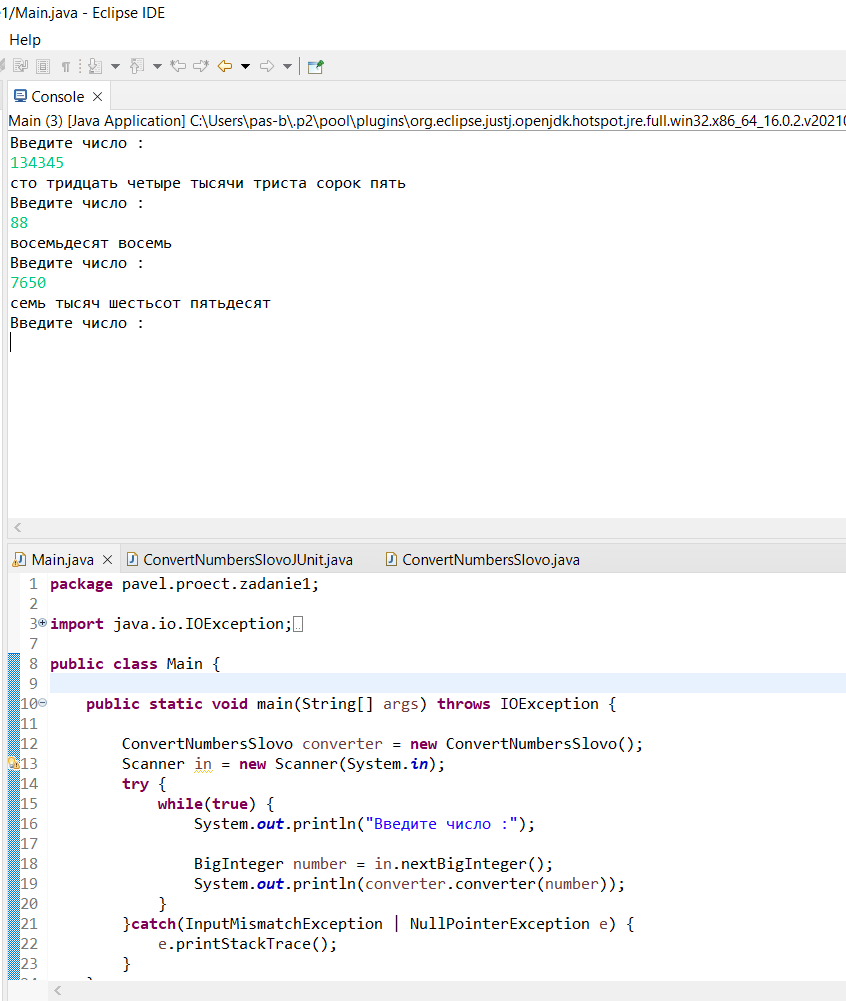 1/Main.java - Eclipse IDE
Help
Console
Main (3) [Java Application] C:\Users\pas-b\.p2\pool\plugins\org.eclipse.justj.openjdk.hotspot.jre.full.win32.x86_64_16.0.2.v20210
Введите число :
134345
сто тридцать четыре тысячи триста сорок пять
Введите число :
88
восемьдесят восемь
Введите число :
7650
семь тысяч шестьсот пятьдесят
Введите число :
Main.java ConvertNumbersSlovoJUnit.java ConvertNumbersSlovo.java
1 package pavel.proect.zadanie1;
2
3 import java.io.IOException;
7
8 public class Main {
9
10 public static void main(String[] args) throws IOException {
11
12 ConvertNumbersSlovo converter = new ConvertNumbersSlovo();
13 Scanner in = new Scanner(System.in);
14 try {
15 while(true) {
16 System.out.println("Введите число :");
17
18 BigInteger number = in.nextBigInteger();
19 System.out.println(converter.converter(number));
20 }
21 }catch(InputMismatchException | NullPointerException e) {
22 e.printStackTrace();
23 }